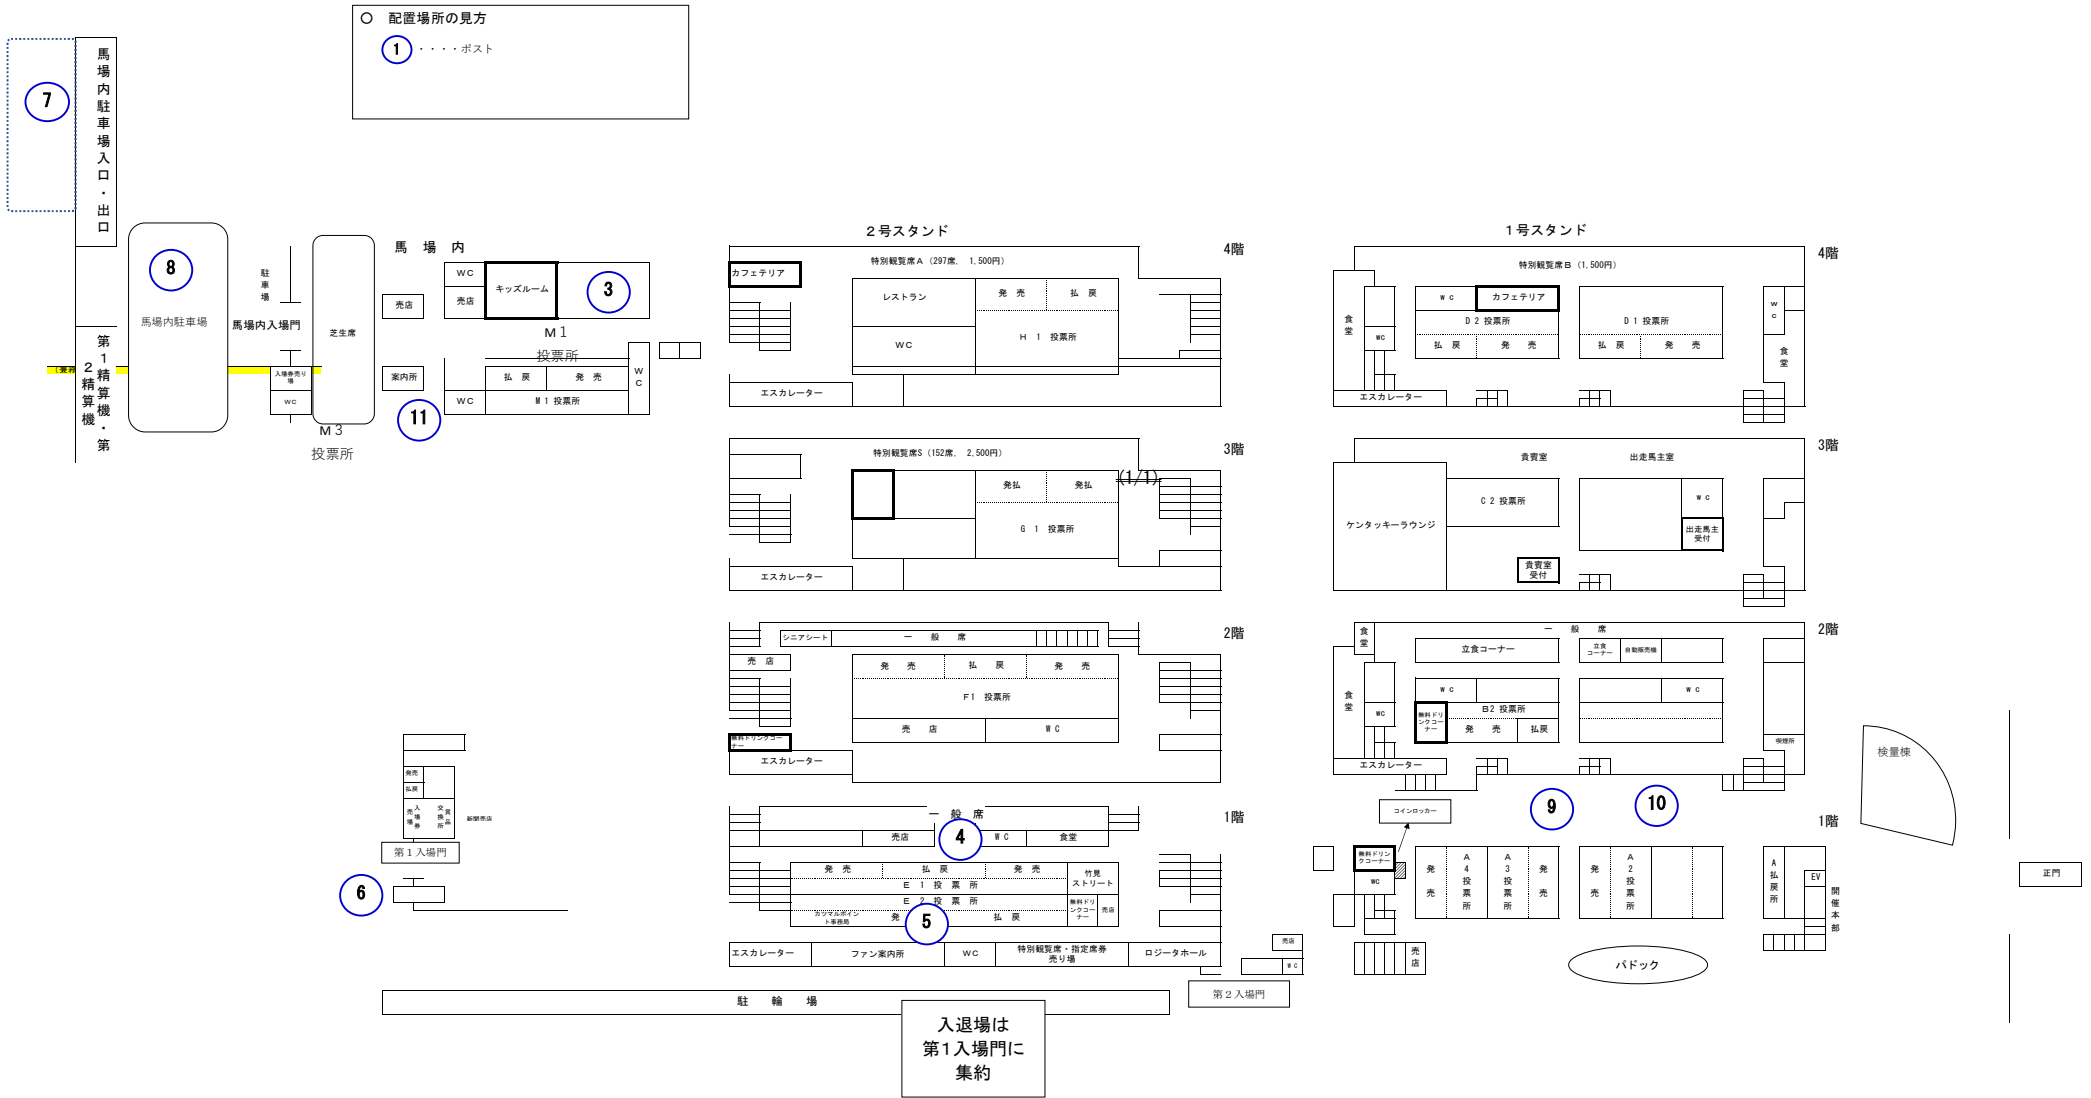 ○ 配置場所の見方
1 ・・・・ポスト
7
馬場内駐車場入口・出口
8
馬場内駐車場
第1精算機・第2精算機
駐車場
馬場内入場門
入場券売り場
WC
芝生席
M3
投票所
馬 場 内
売店
案内所
11
WC
売店
キッズルーム
3
M1
投票所
払 戻
発 売
WC
M1 投票所
WC
2号スタンド
4階
特別観覧席A (297席, 1,500円)
カフェテリア
レストラン
発 売
払 戻
H 1 投票所
WC
エスカレーター
3階
特別観覧席S (152席, 2,500円)
発払
発払
(1/1)
G 1 投票所
エスカレーター
2階
シニアシート
一 般 席
売 店
発 売
払 戻
発 売
F1 投票所
売 店
WC
無料ドリンクコーナー
エスカレーター
1階
一 般 席
売店
4
WC
食堂
発 売
払 戻
発 売
竹見
ストリート
E 1 投 票 所
E 2 投 票 所
無料ドリンクコーナー
売店
カツマルポイント事務局
発
5
払 戻
エスカレーター
ファン案内所
WC
特別観覧席・指定席券
売り場
ロジータホール
1号スタンド
4階
特別観覧席B (1,500円)
食堂
WC
WC
カフェテリア
D2 投票所
払 戻
発 売
D1 投票所
払 戻
発 売
WC
食堂
エスカレーター
3階
貴賓室
出走馬主室
ケンタッキーラウンジ
C2 投票所
WC
出走馬主
受付
貴賓室
受付
2階
食堂
一 般 席
立食コーナー
立食
コーナー
自動販売機
食堂
WC
WC
B2 投票所
無料ドリンクコーナー
発 売
払戻
WC
喫煙所
エスカレーター
1階
コインロッカー
9
10
無料ドリンクコーナー
WC
発 売
A4投票所
A3投票所
発 売
発 売
A2投票所
A払戻所
EV
開催本部
売店
パドック
検量棟
正門
発売
払戻
入場券売場
景品交換所
新聞売店
第1入場門
6
売店
WC
第2入場門
駐 輪 場
入退場は
第1入場門に
集約